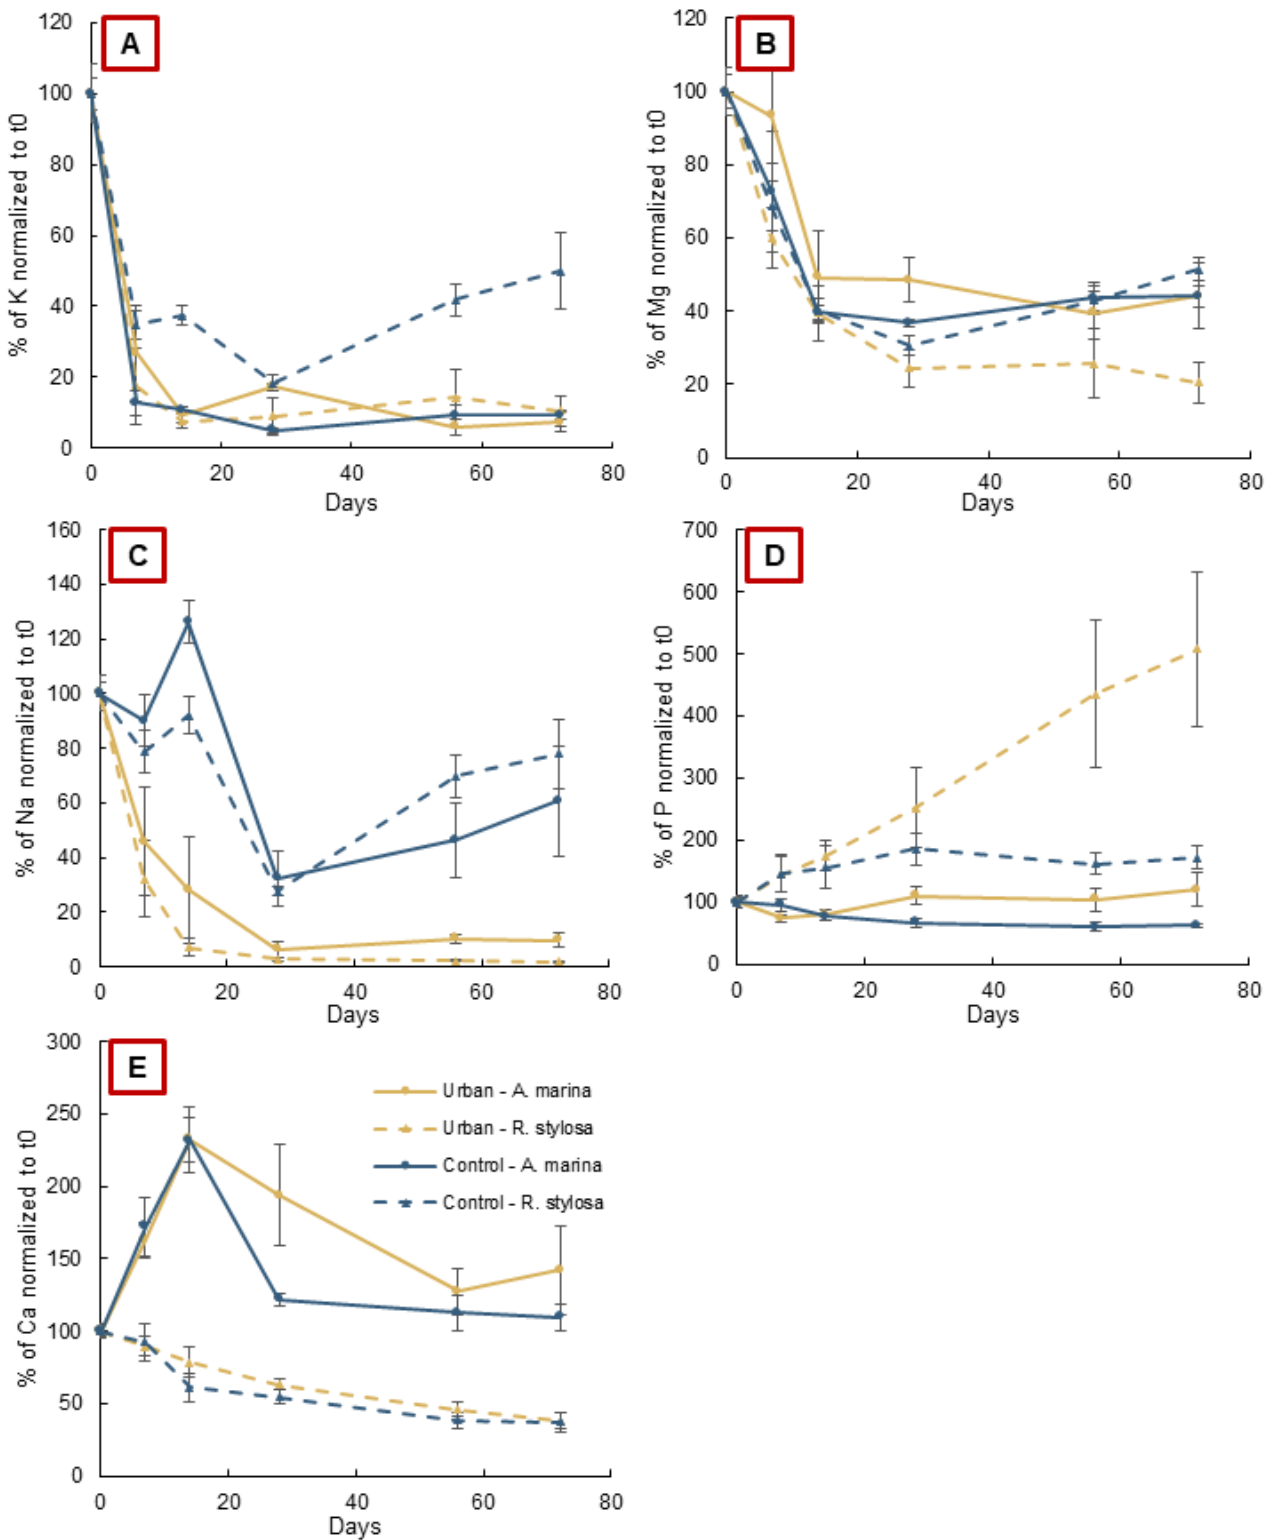 A
% of K normalized to t0
120
100
80
60
40
20
0
0 20 40 60 80
Days
B
% of Mg normalized to t0
120
100
80
60
40
20
0
0 20 40 60 80
Days
C
% of Na normalized to t0
160
140
120
100
80
60
40
20
0
0 20 40 60 80
Days
D
% of P normalized to t0
700
600
500
400
300
200
100
0
0 20 40 60 80
Days
E
% of Ca normalized to t0
300
250
200
150
100
50
0
0 20 40 60 80
Days
Urban - A. marina
Urban - R. stylosa
Control - A. marina
Control - R. stylosa